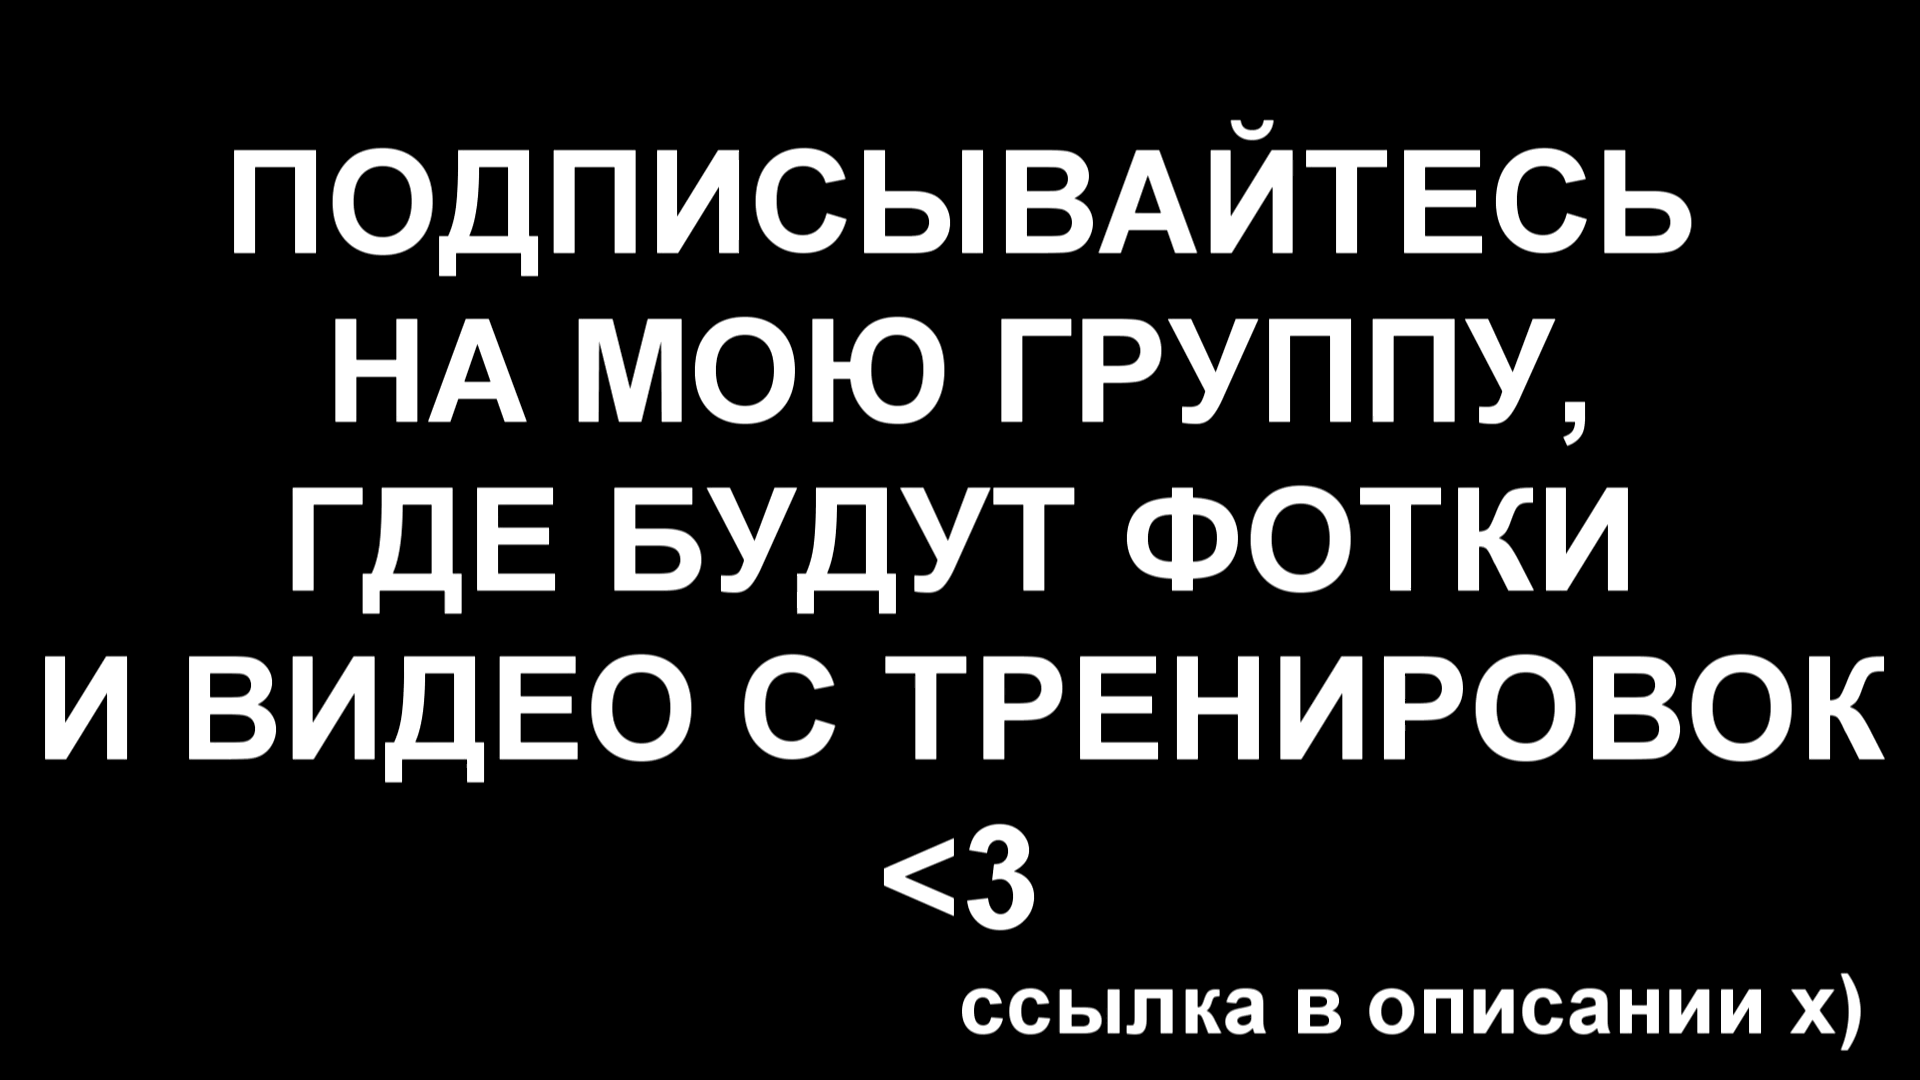 ПОДПИСЫВАЙТЕСЬ
НА МОЮ ГРУППУ,
ГДЕ БУДУТ ФОТКИ
И ВИДЕО С ТРЕНИРОВОК
<3
ссылка в описании х)